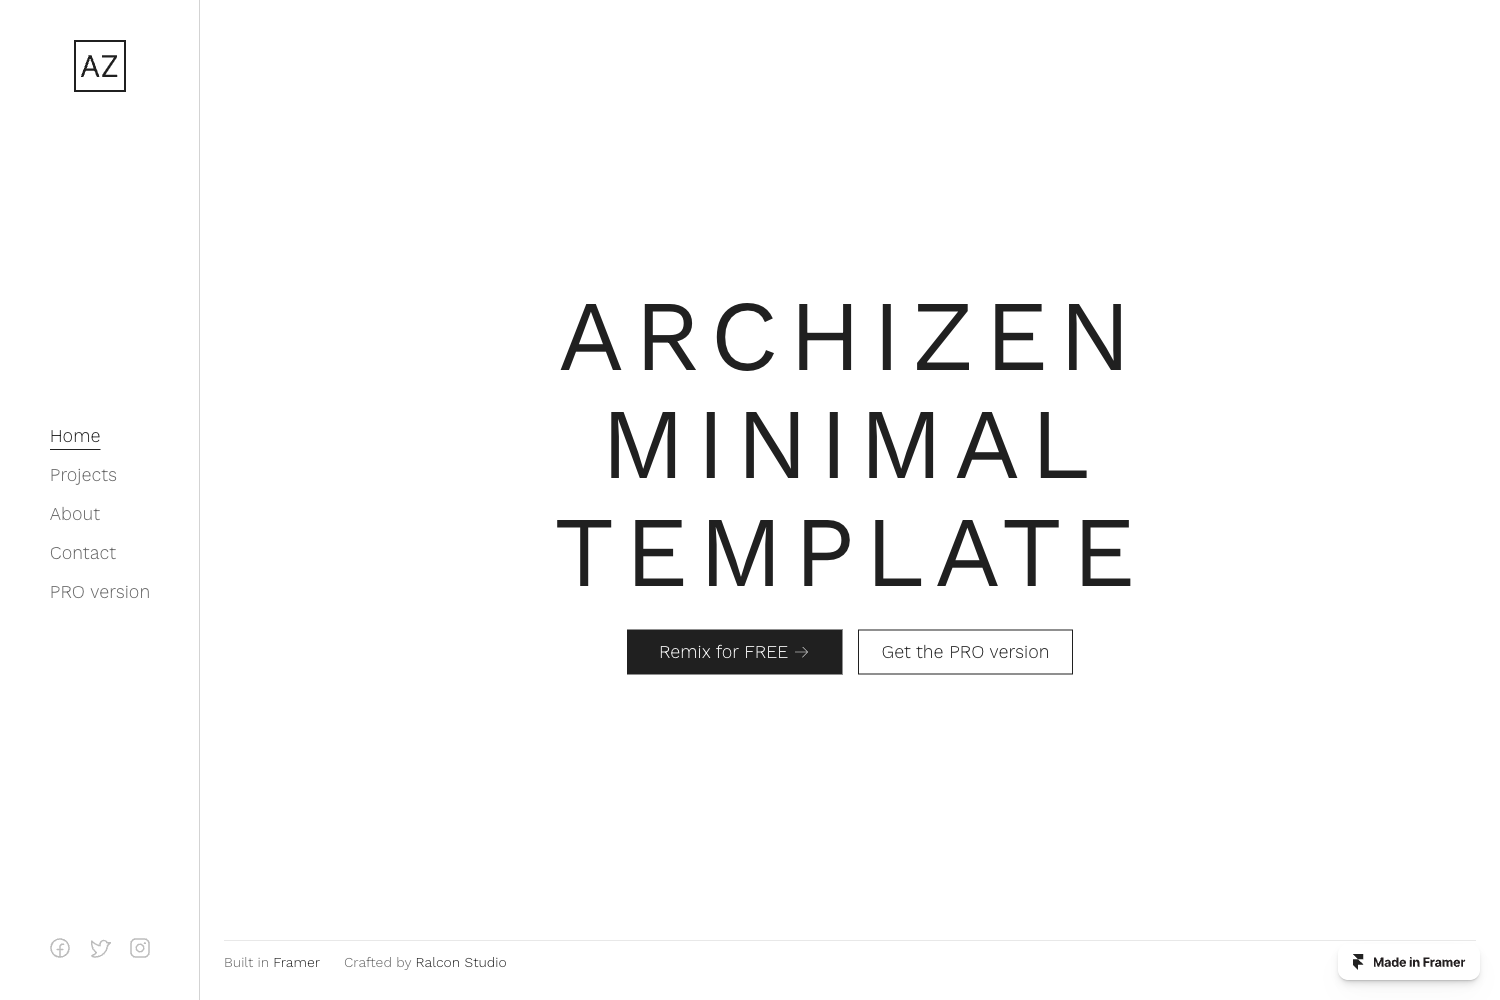 AZ
Home
Projects
About
Contact
PRO version
ARCHIZEN
MINIMAL
TEMPLATE
Remix for FREE →
Get the PRO version
Built in Framer
Crafted by Ralcon Studio
Made in Framer